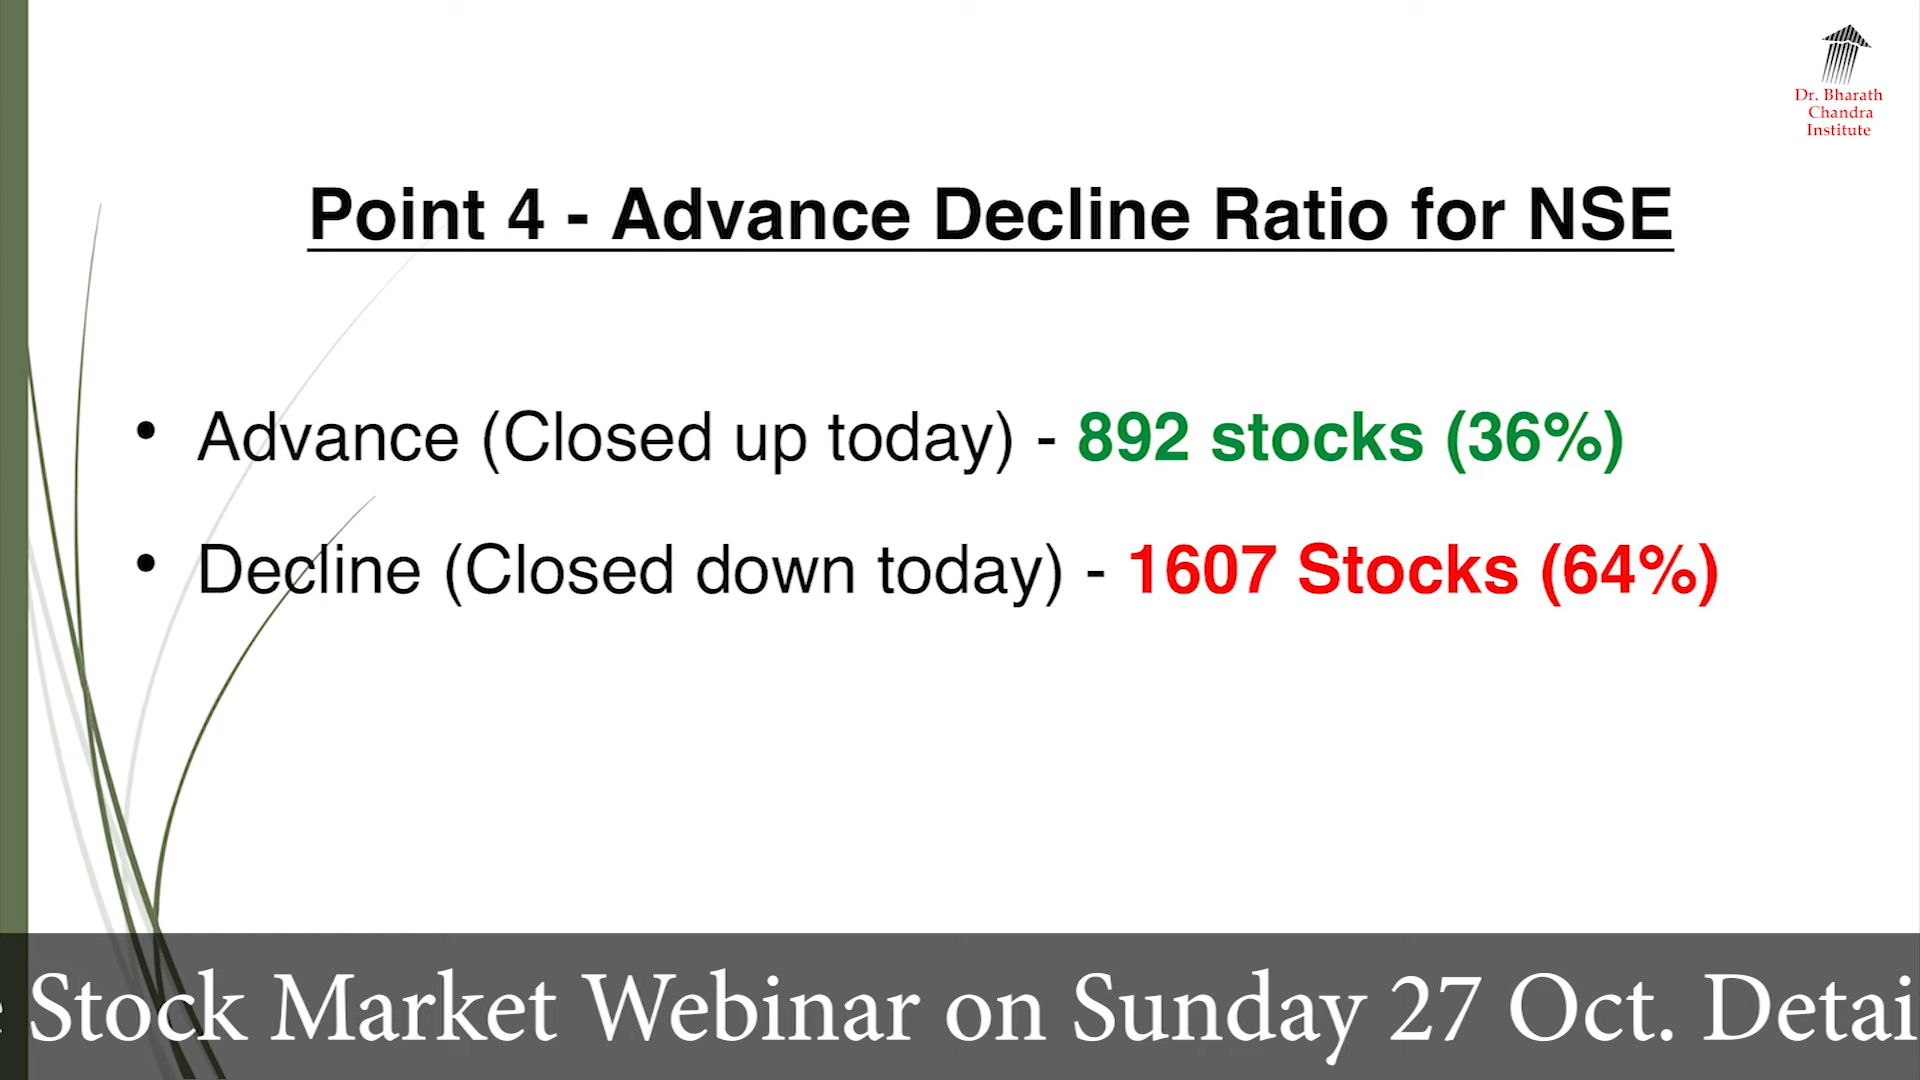 Dr. Bharath
Chandra
Institute
Point 4 - Advance Decline Ratio for NSE
• Advance (Closed up today) - 892 stocks (36%)
• Decline (Closed down today) - 1607 Stocks (64%)
e Stock Market Webinar on Sunday 27 Oct. Detai